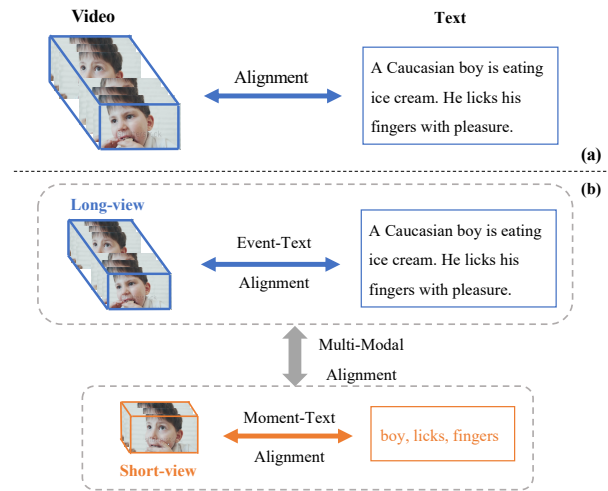 Video
Text
Alignment
A Caucasian boy is eating
ice cream. He licks his
fingers with pleasure.
(a)
(b)
Long-view
Event-Text
Alignment
A Caucasian boy is eating
ice cream. He licks his
fingers with pleasure.
Multi-Modal
Alignment
Moment-Text
Alignment
boy, licks, fingers
Short-view